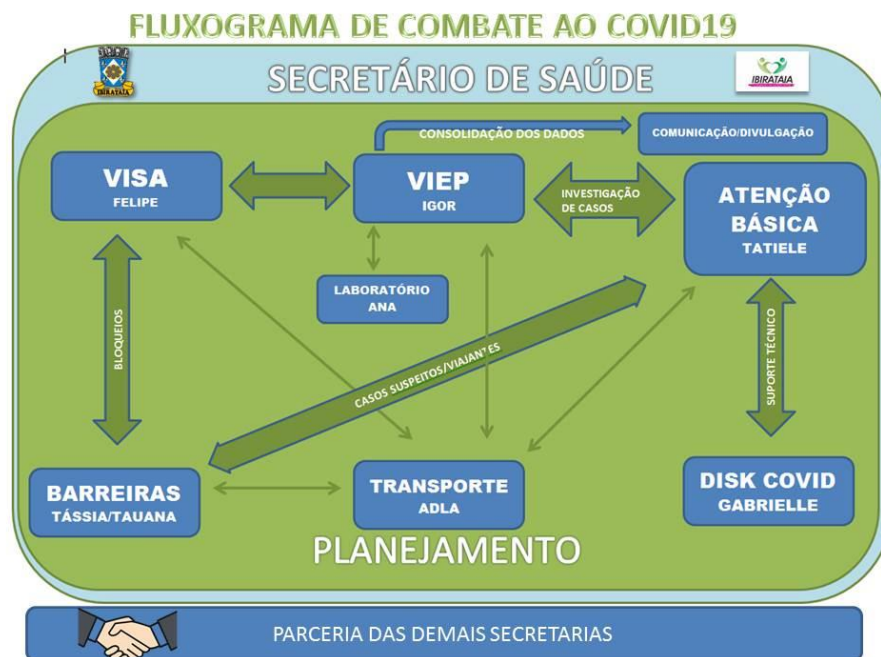 FLUXOGRAMA DE COMBATE AO COVID19
SECRETÁRIO DE SAÚDE
IBIRATAIA
IBIRATAIA
CONSOLIDAÇÃO DOS DADOS
COMUNICAÇÃO/DIVULGAÇÃO
VISA
FELIPE
VIEP
IGOR
INVESTIGAÇÃO
DE CASOS
ATENÇÃO
BÁSICA
TATIELE
LABORATÓRIO
ANA
BLOQUEIOS
CASOS SUSPEITOS/VIAJANTES
SUPORTE TÉCNICO
BARREIRAS
TÁSSIA/TAUANA
TRANSPORTE
ADLA
DISK COVID
GABRIELLE
PLANEJAMENTO
PARCERIA DAS DEMAIS SECRETARIAS